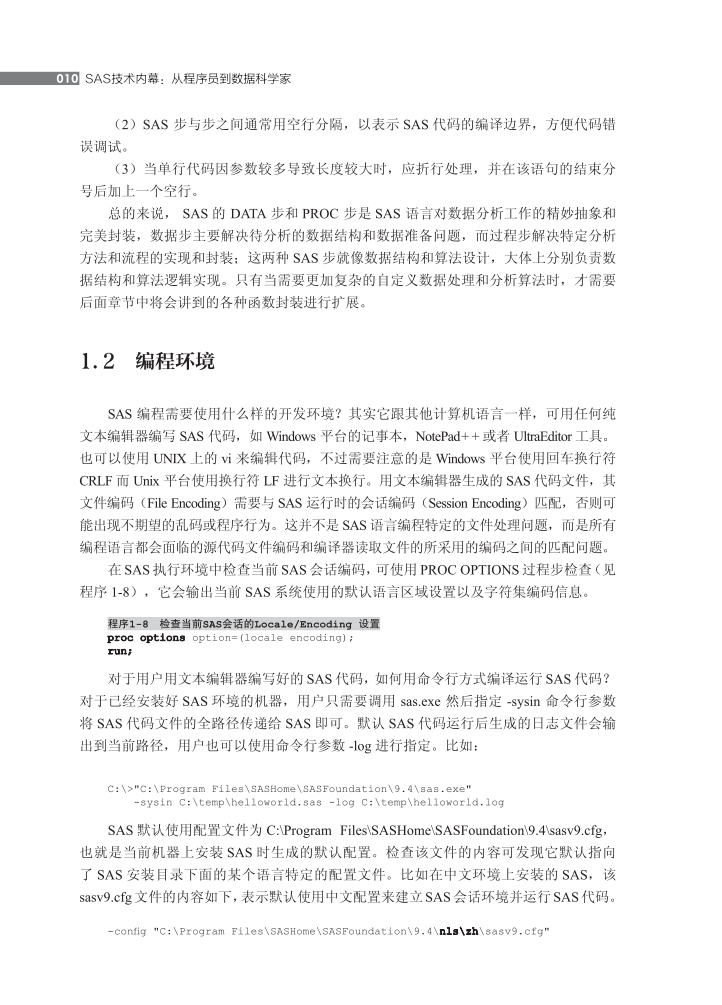 010 SAS技术内幕：从程序员到数据科学家
（2）SAS 步与步之间通常用空行分隔，以表示 SAS 代码的编译边界，方便代码错
误调试。
（3）当单行代码因参数较多导致长度较大时，应折行处理，并在该语句的结束分
号后加上一个空行。
总的来说， SAS 的 DATA 步和 PROC 步是 SAS 语言对数据分析工作的精妙抽象和
完美封装，数据步主要解决待分析的数据结构和数据准备问题，而过程步解决特定分析
方法和流程的实现和封装；这两种 SAS 步就像数据结构和算法设计，大体上分别负责数
据结构和算法逻辑实现。只有当需要更加复杂的自定义数据处理和分析算法时，才需要
后面章节中将会讲到的各种函数封装进行扩展。
1.2 编程环境
SAS 编程需要使用什么样的开发环境？其实它跟其他计算机语言一样，可用任何纯
文本编辑器编写 SAS 代码，如 Windows 平台的记事本，NotePad++ 或者 UltraEditor 工具。
也可以使用 UNIX 上的 vi 来编辑代码，不过需要注意的是 Windows 平台使用回车换行符
CRLF 而 Unix 平台使用换行符 LF 进行文本换行。用文本编辑器生成的 SAS 代码文件，其
文件编码（File Encoding）需要与 SAS 运行时的会话编码（Session Encoding）匹配，否则可
能出现不期望的乱码或程序行为。这并不是 SAS 语言编程特定的文件处理问题，而是所有
编程语言都会面临的源代码文件编码和编译器读取文件的所采用的编码之间的匹配问题。
在 SAS 执行环境中检查当前 SAS 会话编码，可使用 PROC OPTIONS 过程步检查（见
程序 1-8），它会输出当前 SAS 系统使用的默认语言区域设置以及字符集编码信息。
程序1-8 检查当前SAS会话的Locale/Encoding 设置
proc options option=(locale encoding);
run;
对于用户用文本编辑器编写好的 SAS 代码，如何用命令行方式编译运行 SAS 代码？
对于已经安装好 SAS 环境的机器，用户只需要调用 sas.exe 然后指定 -sysin 命令行参数
将 SAS 代码文件的全路径传递给 SAS 即可。默认 SAS 代码运行后生成的日志文件会输
出到当前路径，用户也可以使用命令行参数 -log 进行指定。比如：
C:\>"C:\Program Files\SASHome\SASFoundation\9.4\sas.exe"
-sysin C:\temp\helloworld.sas -log C:\temp\helloworld.log
SAS 默认使用配置文件为 C:\Program Files\SASHome\SASFoundation\9.4\sasv9.cfg，
也就是当前机器上安装 SAS 时生成的默认配置。检查该文件的内容可发现它默认指向
了 SAS 安装目录下面的某个语言特定的配置文件。比如在中文环境上安装的 SAS，该
sasv9.cfg 文件的内容如下，表示默认使用中文配置来建立 SAS 会话环境并运行 SAS 代码。
-config "C:\Program Files\SASHome\SASFoundation\9.4\nls\zh\sasv9.cfg"